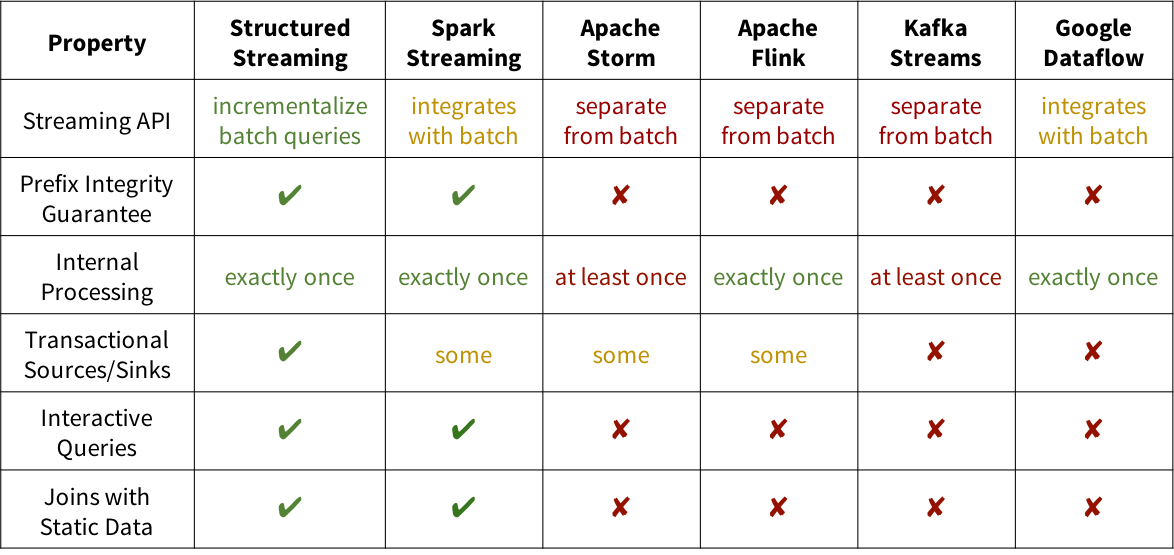 Property
Structured
Streaming
Spark
Streaming
Apache
Storm
Apache
Flink
Kafka
Streams
Google
Dataflow
Streaming API
incrementalize
batch queries
integrates
with batch
separate
from batch
separate
from batch
separate
from batch
integrates
with batch
Prefix Integrity
Guarantee
✔
✔
✘
✘
✘
✘
Internal
Processing
exactly once
exactly once
at least once
exactly once
at least once
exactly once
Transactional
Sources/Sinks
✔
some
some
some
✘
✘
Interactive
Queries
✔
✔
✘
✘
✘
✘
Joins with
Static Data
✔
✔
✘
✘
✘
✘